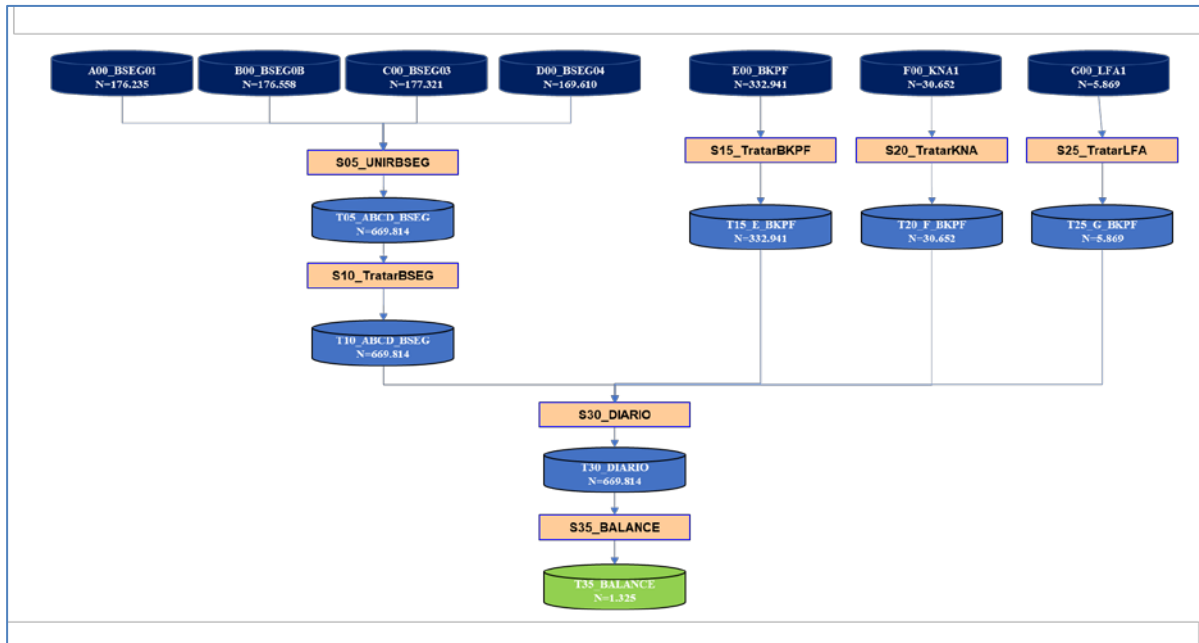 A00_BSEG01
N=176.235
B00_BSEG0B
N=176.558
C00_BSEG03
N=177.321
D00_BSEG04
N=169.610
E00_BKPF
N=332.941
F00_KNA1
N=30.652
G00_LFA1
N=5.869
S05_UNIRBSEG
S15_TratarBKPF
S20_TratarKNA
S25_TratarLFA
T05_ABCD_BSEG
N=669.814
T15_E_BKPF
N=332.941
T20_F_BKPF
N=30.652
T25_G_BKPF
N=5.869
S10_TratarBSEG
T10_ABCD_BSEG
N=669.814
S30_DIARIO
T30_DIARIO
N=669.814
S35_BALANCE
T35_BALANCE
N=1.325